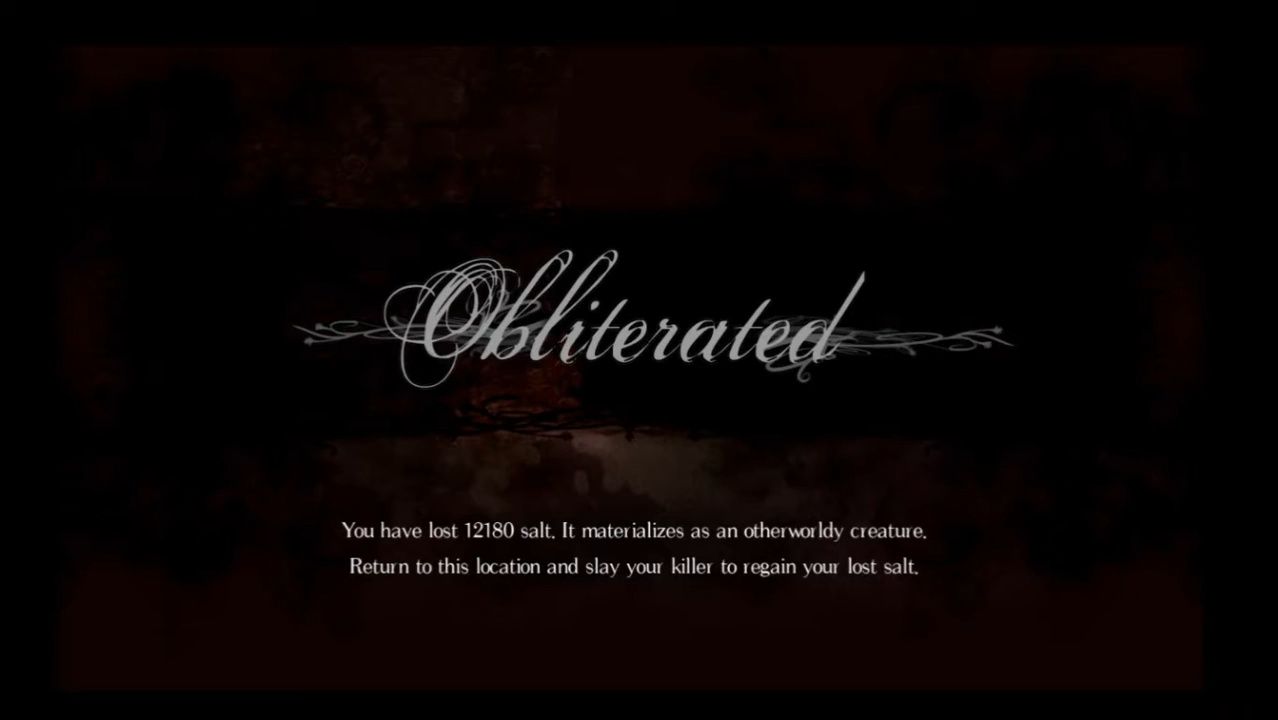 Obliterated
You have lost 12180 salt. It materializes as an otherworldy creature.
Return to this location and slay your killer to regain your lost salt.